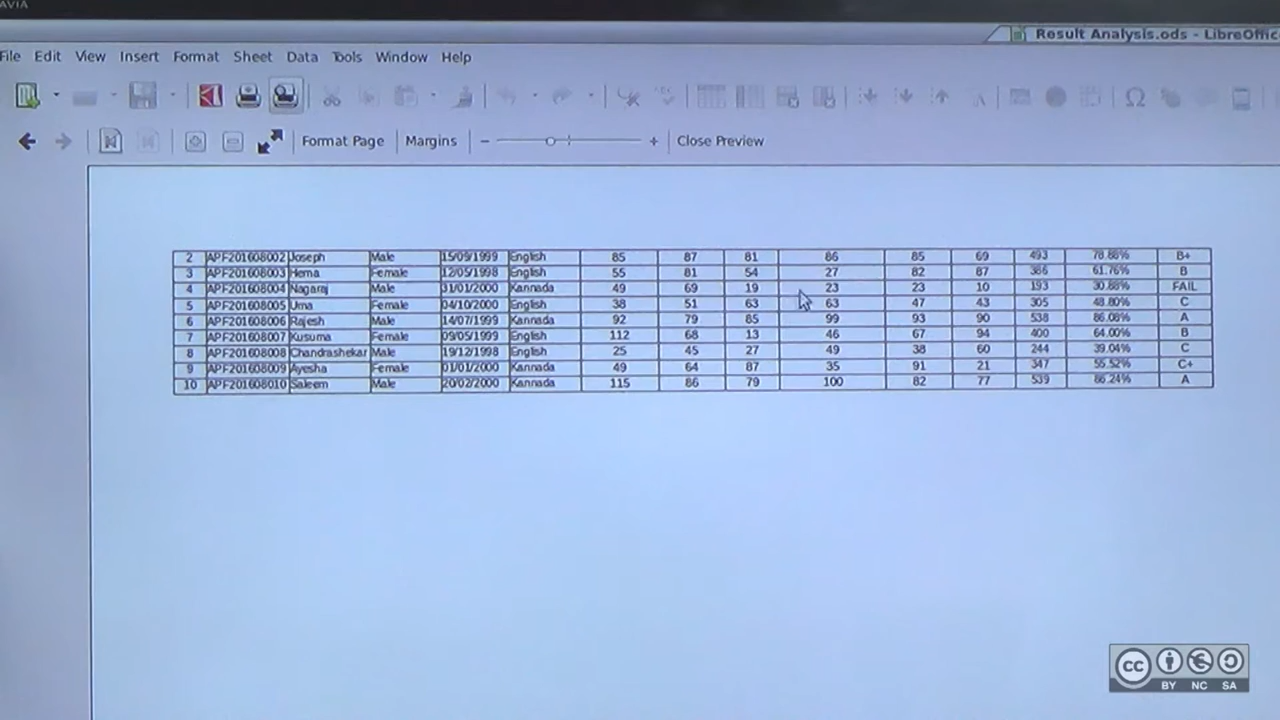 AVIA
Result Analysis.ods - LibreOffic
File Edit View Insert Format Sheet Data Tools Window Help
Format Page Margins Close Preview
2 APF201608002 Joseph Male 15/09/1999 English 85 87 81 86 85 69 493 78.88% B+
3 APF201608003 Hema Female 12/05/1998 English 55 81 54 27 82 87 386 61.76% B
4 APF201608004 Nagaraj Male 31/01/2000 Kannada 49 69 19 23 23 10 193 30.88% FAIL
5 APF201608005 Uma Female 04/10/2000 English 38 51 63 63 47 43 305 48.80% C
6 APF201608006 Rajesh Male 14/07/1999 Kannada 92 79 85 99 93 90 538 86.08% A
7 APF201608007 Kusuma Female 09/05/1999 English 112 68 13 46 67 94 400 64.00% B
8 APF201608008 Chandrashekar Male 19/12/1998 English 25 45 27 49 38 60 244 39.04% C
9 APF201608009 Ayesha Female 01/01/2000 Kannada 49 64 87 35 91 21 347 55.52% C+
10 APF201608010 Saleem Male 20/02/2000 Kannada 115 86 79 100 82 77 539 86.24% A
cc BY NC SA